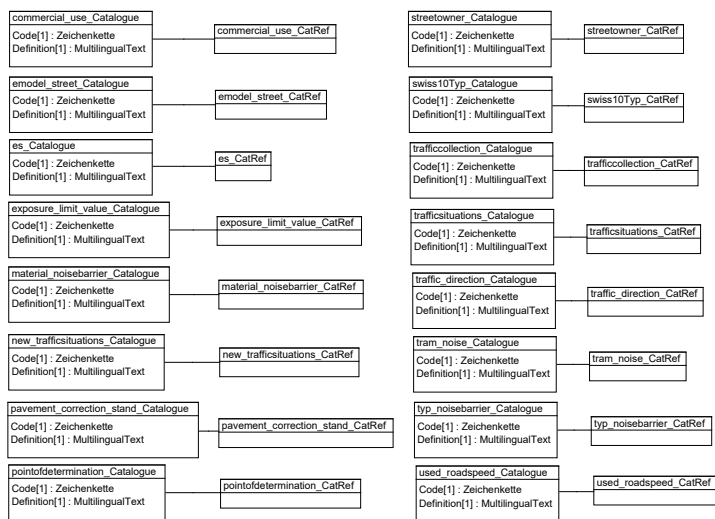 commercial_use_Catalogue
Code[1] : Zeichenkette
Definition[1] : MultilingualText
commercial_use_CatRef
emodel_street_Catalogue
Code[1] : Zeichenkette
Definition[1] : MultilingualText
emodel_street_CatRef
es_Catalogue
Code[1] : Zeichenkette
Definition[1] : MultilingualText
es_CatRef
exposure_limit_value_Catalogue
Code[1] : Zeichenkette
Definition[1] : MultilingualText
exposure_limit_value_CatRef
material_noisebarrier_Catalogue
Code[1] : Zeichenkette
Definition[1] : MultilingualText
material_noisebarrier_CatRef
new_trafficsituations_Catalogue
Code[1] : Zeichenkette
Definition[1] : MultilingualText
new_trafficsituations_CatRef
pavement_correction_stand_Catalogue
Code[1] : Zeichenkette
Definition[1] : MultilingualText
pavement_correction_stand_CatRef
pointofdetermination_Catalogue
Code[1] : Zeichenkette
Definition[1] : MultilingualText
pointofdetermination_CatRef
streetowner_Catalogue
Code[1] : Zeichenkette
Definition[1] : MultilingualText
streetowner_CatRef
swiss10Typ_Catalogue
Code[1] : Zeichenkette
Definition[1] : MultilingualText
swiss10Typ_CatRef
trafficcollection_Catalogue
Code[1] : Zeichenkette
Definition[1] : MultilingualText
trafficcollection_CatRef
trafficsituations_Catalogue
Code[1] : Zeichenkette
Definition[1] : MultilingualText
trafficsituations_CatRef
traffic_direction_Catalogue
Code[1] : Zeichenkette
Definition[1] : MultilingualText
traffic_direction_CatRef
tram_noise_Catalogue
Code[1] : Zeichenkette
Definition[1] : MultilingualText
tram_noise_CatRef
typ_noisebarrier_Catalogue
Code[1] : Zeichenkette
Definition[1] : MultilingualText
typ_noisebarrier_CatRef
used_roadspeed_Catalogue
Code[1] : Zeichenkette
Definition[1] : MultilingualText
used_roadspeed_CatRef